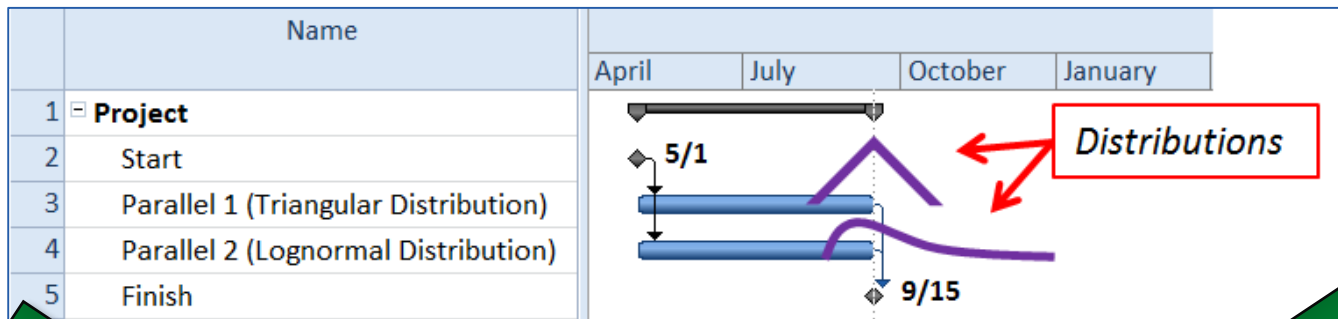 Name
April July October January
1 Project
2 Start 5/1
Distributions
3 Parallel 1 (Triangular Distribution)
4 Parallel 2 (Lognormal Distribution)
5 Finish 9/15